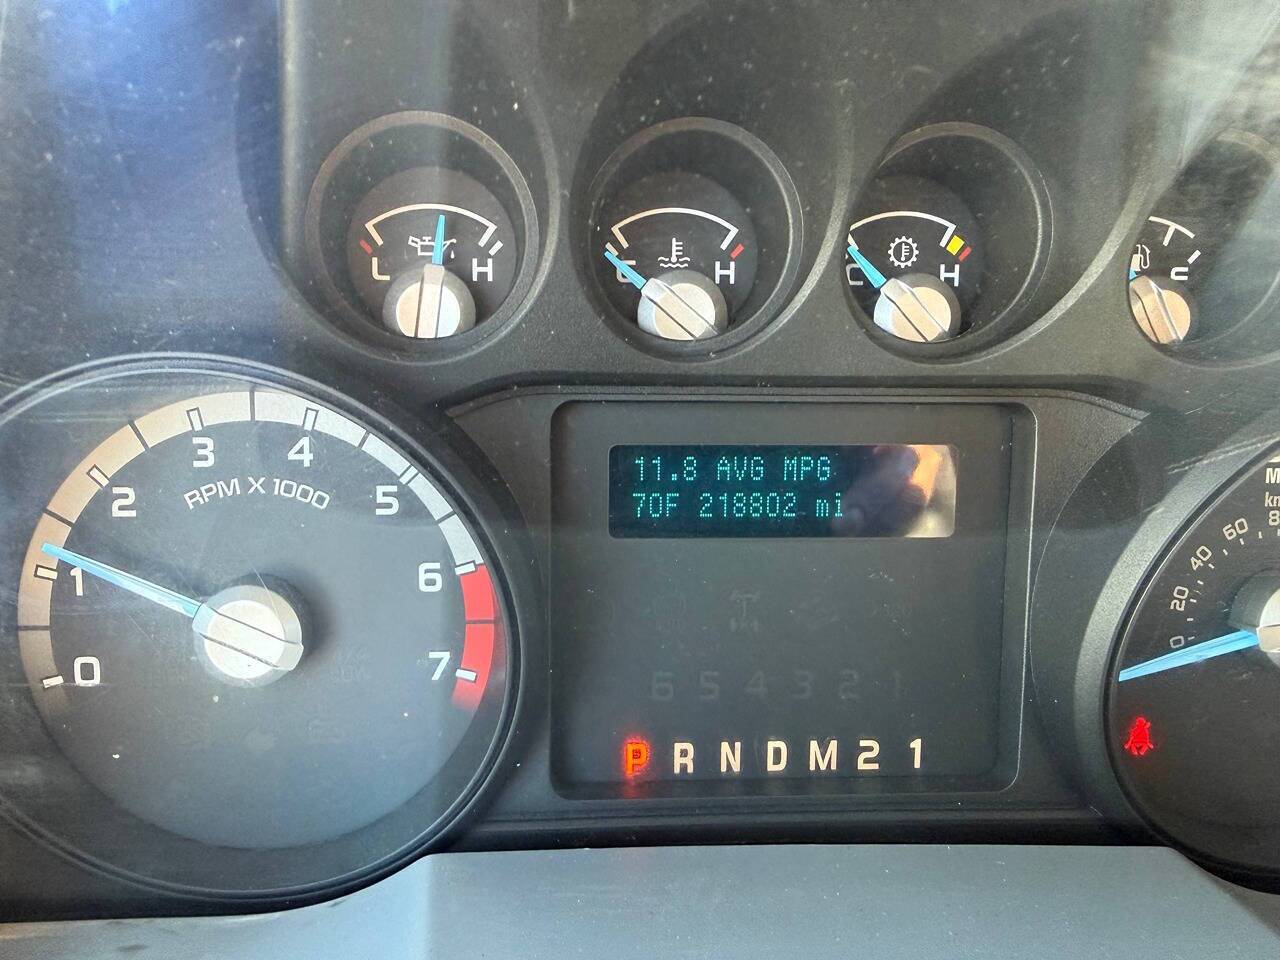 L H
C H
C H
11.8 AVG MPG
70F 218802 mi
0 1 2 3 4 5 6 7
RPM X 1000
6 5 4 3 2 1
P R N D M 2 1
0 20 40 60